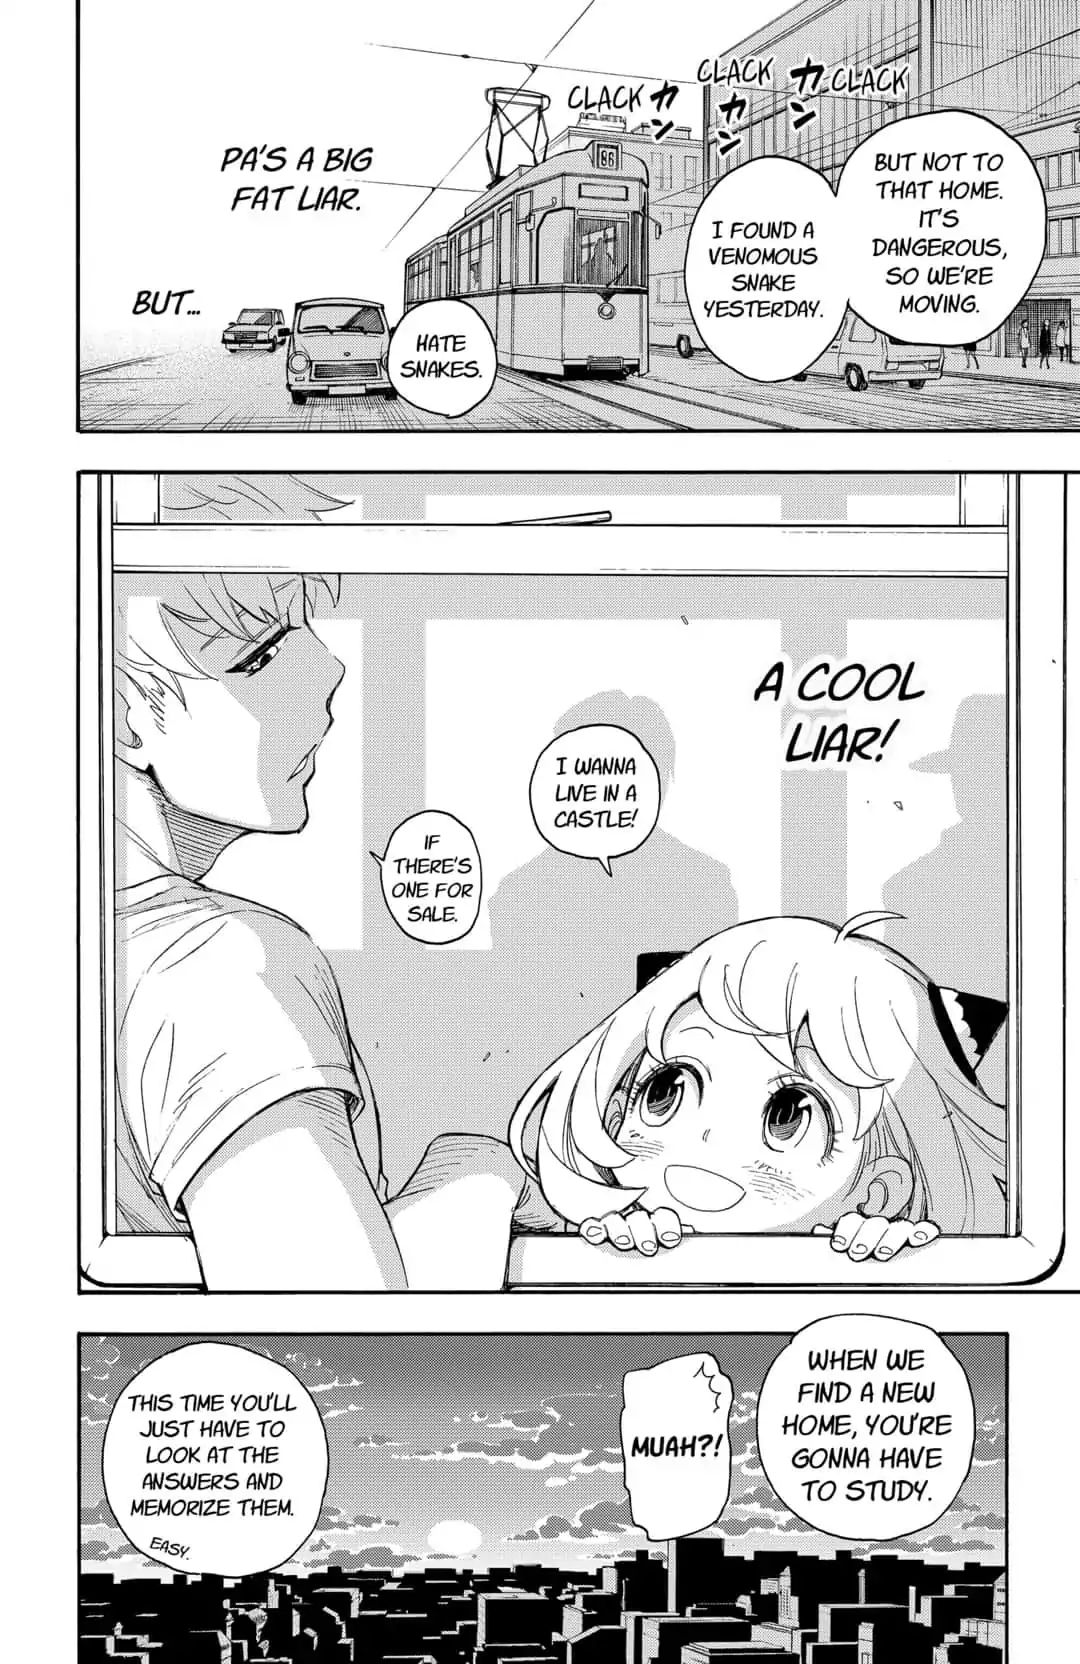 BUT NOT TO
THAT HOME.
IT'S
DANGEROUS,
SO WE'RE
MOVING.
I FOUND A
VENOMOUS
SNAKE
YESTERDAY.
CLACK
カン
CLACK
カン
CLACK
カン
86
HATE
SNAKES.
PA'S A BIG
FAT LIAR.
BUT...
A COOL
LIAR!
I WANNA
LIVE IN A
CASTLE!
IF
THERE'S
ONE FOR
SALE.
WHEN WE
FIND A NEW
HOME, YOU'RE
GONNA HAVE
TO STUDY.
MUAH?!
THIS TIME YOU'LL
JUST HAVE TO
LOOK AT THE
ANSWERS AND
MEMORIZE THEM.
EASY.